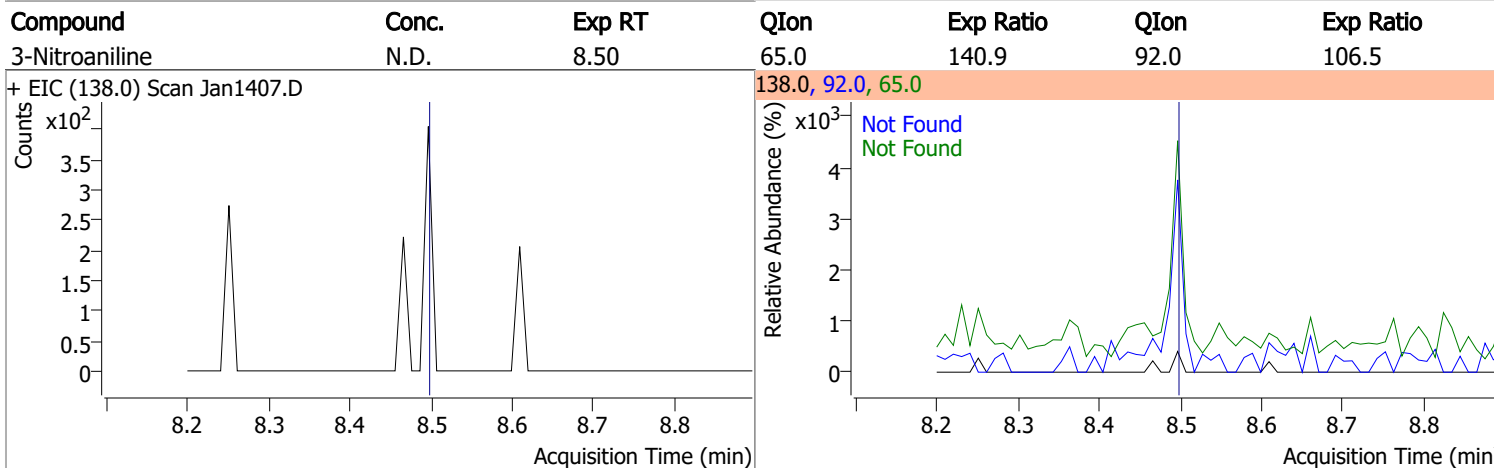 Compound Conc. Exp RT QIon Exp Ratio QIon Exp Ratio
3-Nitroaniline N.D. 8.50 65.0 140.9 92.0 106.5
+ EIC (138.0) Scan Jan1407.D
Counts
x10²
3.5
3
2.5
2
1.5
1
0.5
0
8.2 8.3 8.4 8.5 8.6 8.7 8.8
Acquisition Time (min)
138.0, 92.0, 65.0
Relative Abundance (%)
x10³
Not Found
Not Found
4
3
2
1
0
8.2 8.3 8.4 8.5 8.6 8.7 8.8
Acquisition Time (min